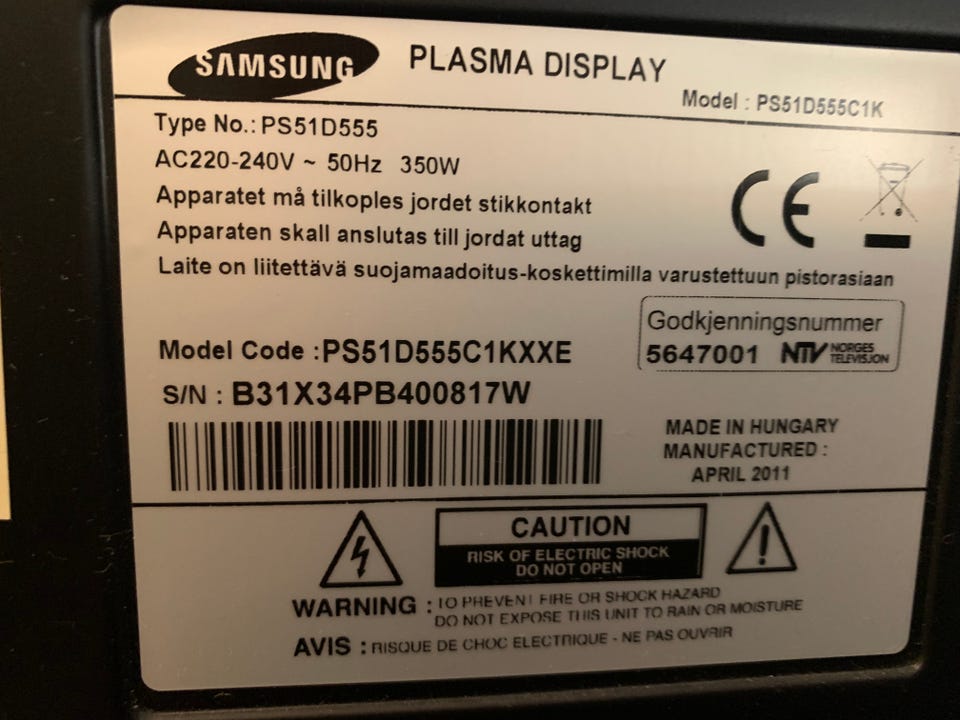 SAMSUNG PLASMA DISPLAY
Model : PS51D555C1K
Type No.: PS51D555
AC220-240V ~ 50Hz 350W
Apparatet må tilkoples jordet stikkontakt
Apparaten skall anslutas till jordat uttag
Laite on liitettävä suojamaadoitus-koskettimilla varustettuun pistorasiaan
CE
Godkjenningsnummer
5647001 NTV NORGES TELEVISJON
Model Code :PS51D555C1KXXE
S/N : B31X34PB400817W
MADE IN HUNGARY
MANUFACTURED :
APRIL 2011
CAUTION
RISK OF ELECTRIC SHOCK
DO NOT OPEN
WARNING : TO PREVENT FIRE OR SHOCK HAZARD
DO NOT EXPOSE THIS UNIT TO RAIN OR MOISTURE
AVIS : RISQUE DE CHOC ELECTRIQUE - NE PAS OUVRIR